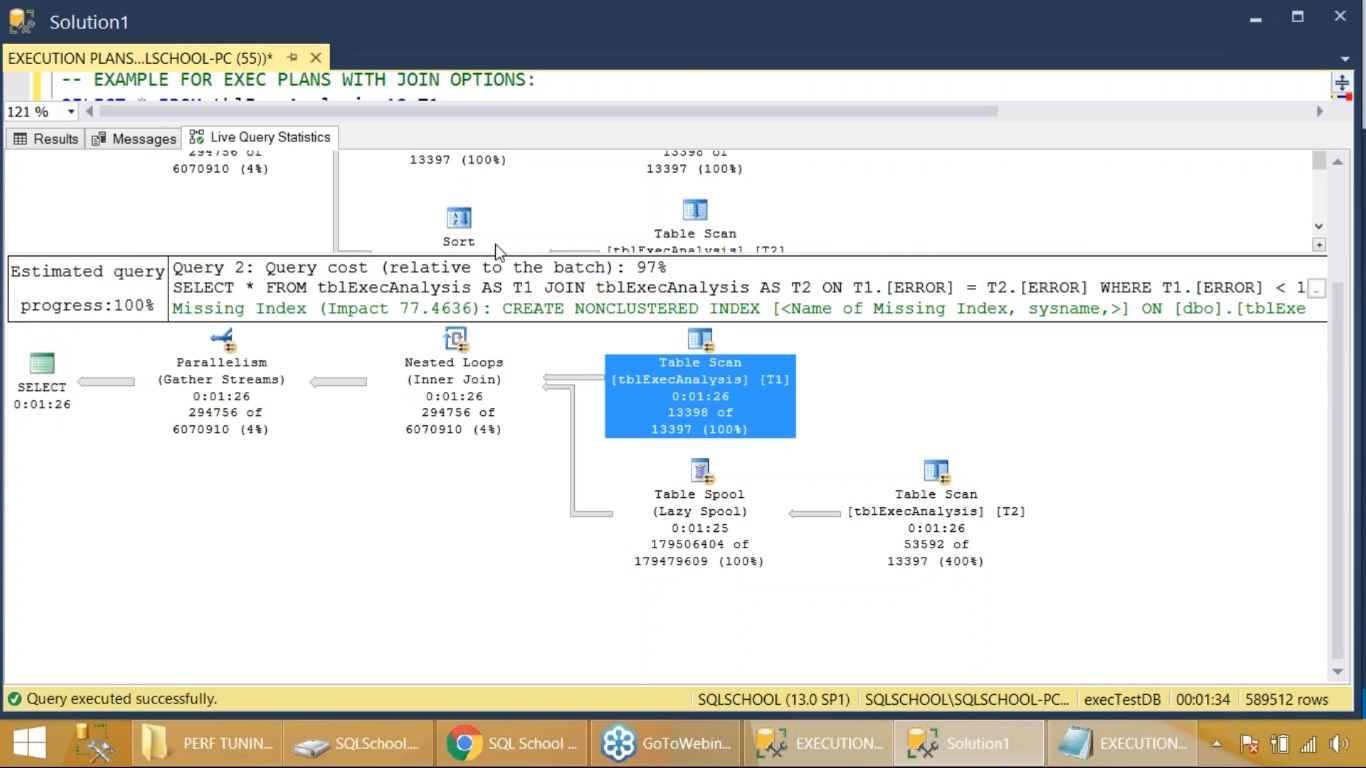 Solution1
EXECUTION PLANS...LSCHOOL-PC (55))*
-- EXAMPLE FOR EXEC PLANS WITH JOIN OPTIONS:
121 %
Results
Messages
Live Query Statistics
294756 of
6070910 (4%)
13397 (100%)
13398 of
13397 (100%)
Sort
Table Scan
[tblExecAnalysis] [T2]
Estimated query
progress:100%
Query 2: Query cost (relative to the batch): 97%
SELECT * FROM tblExecAnalysis AS T1 JOIN tblExecAnalysis AS T2 ON T1.[ERROR] = T2.[ERROR] WHERE T1.[ERROR] < 1
Missing Index (Impact 77.4636): CREATE NONCLUSTERED INDEX [<Name of Missing Index, sysname,>] ON [dbo].[tblExe
SELECT
0:01:26
Parallelism
(Gather Streams)
0:01:26
294756 of
6070910 (4%)
Nested Loops
(Inner Join)
0:01:26
294756 of
6070910 (4%)
Table Scan
[tblExecAnalysis] [T1]
0:01:26
13398 of
13397 (100%)
Table Spool
(Lazy Spool)
0:01:25
179506404 of
179479609 (100%)
Table Scan
[tblExecAnalysis] [T2]
0:01:26
53592 of
13397 (400%)
Query executed successfully.
SQLSCHOOL (13.0 SP1)
SQLSCHOOL\SQLSCHOOL-PC...
execTestDB
00:01:34
589512 rows
PERF TUNIN...
SQLSchool....
SQL School ...
GoToWebin...
EXECUTION...
Solution1
EXECUTION...